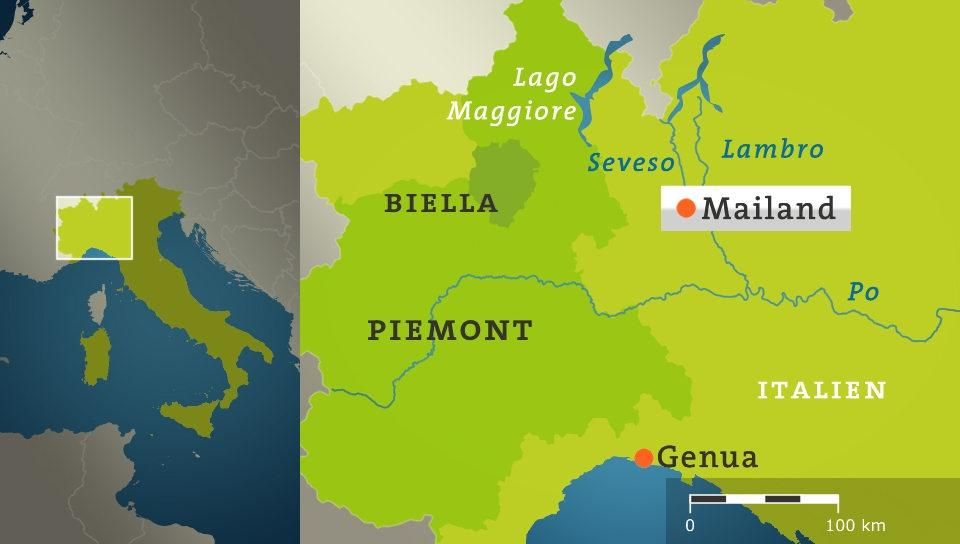 Lago
Maggiore
Seveso
Lambro
BIELLA
Mailand
Po
PIEMONT
ITALIEN
Genua
0
100 km